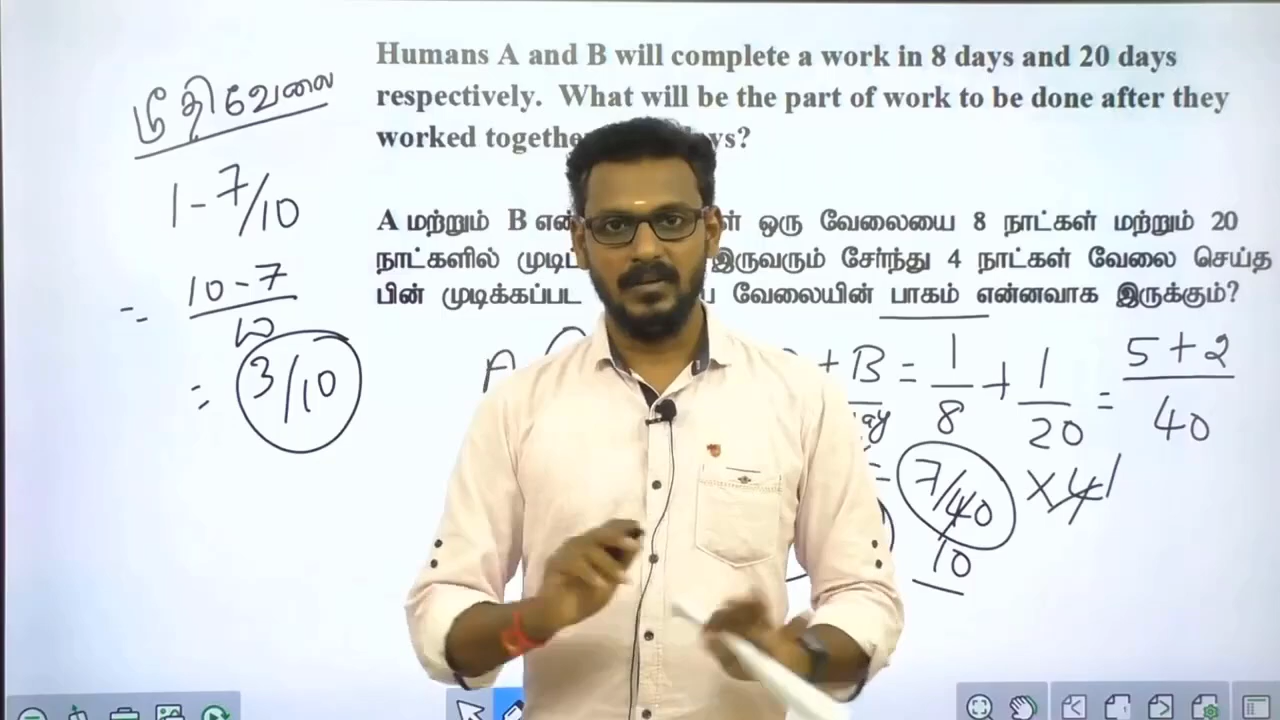 Humans A and B will complete a work in 8 days and 20 days
respectively. What will be the part of work to be done after they
worked
A மற்றும் B ஒரு வேலையை 8 நாட்கள் மற்றும் 20
நாட்களில் இருவரும் சேர்ந்து 4 நாட்கள் வேலை செய்த
பின் முடிக்கப்பட வேலையின் பாகம் என்னவாக இருக்கும்?
மீதிவேலை
1 - 7/10
= 10 - 7
10
= 3/10
A
+ B = 1/8 + 1/20 = 5 + 2/40
= 7/40 × 4 1
10